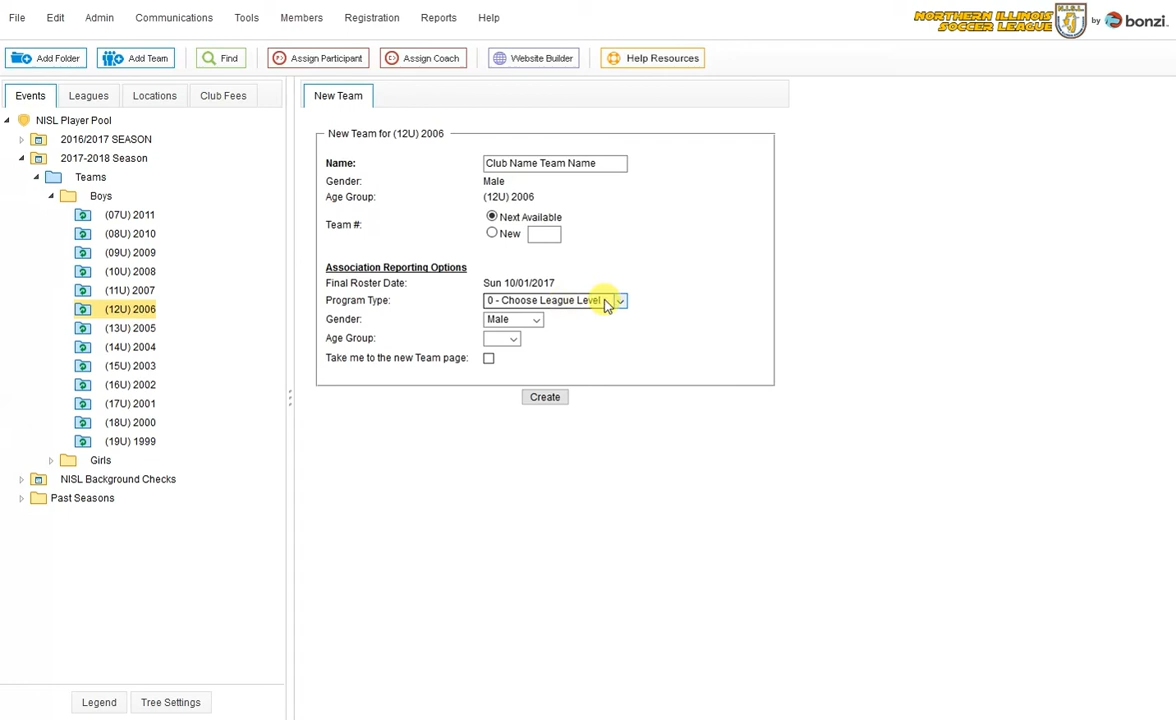 File Edit Admin Communications Tools Members Registration Reports Help
NORTHERN ILLINOIS SOCCER LEAGUE N.I.S.L. by bonzi.
Add Folder Add Team Find Assign Participant Assign Coach Website Builder Help Resources
Events Leagues Locations Club Fees
NISL Player Pool
2016/2017 SEASON
2017-2018 Season
Teams
Boys
(07U) 2011
(08U) 2010
(09U) 2009
(10U) 2008
(11U) 2007
(12U) 2006
(13U) 2005
(14U) 2004
(15U) 2003
(16U) 2002
(17U) 2001
(18U) 2000
(19U) 1999
Girls
NISL Background Checks
Past Seasons
Legend Tree Settings
New Team
New Team for (12U) 2006
Name: Club Name Team Name
Gender: Male
Age Group: (12U) 2006
Team #: Next Available
New
Association Reporting Options
Final Roster Date: Sun 10/01/2017
Program Type: 0 - Choose League Level
Gender: Male
Age Group:
Take me to the new Team page:
Create